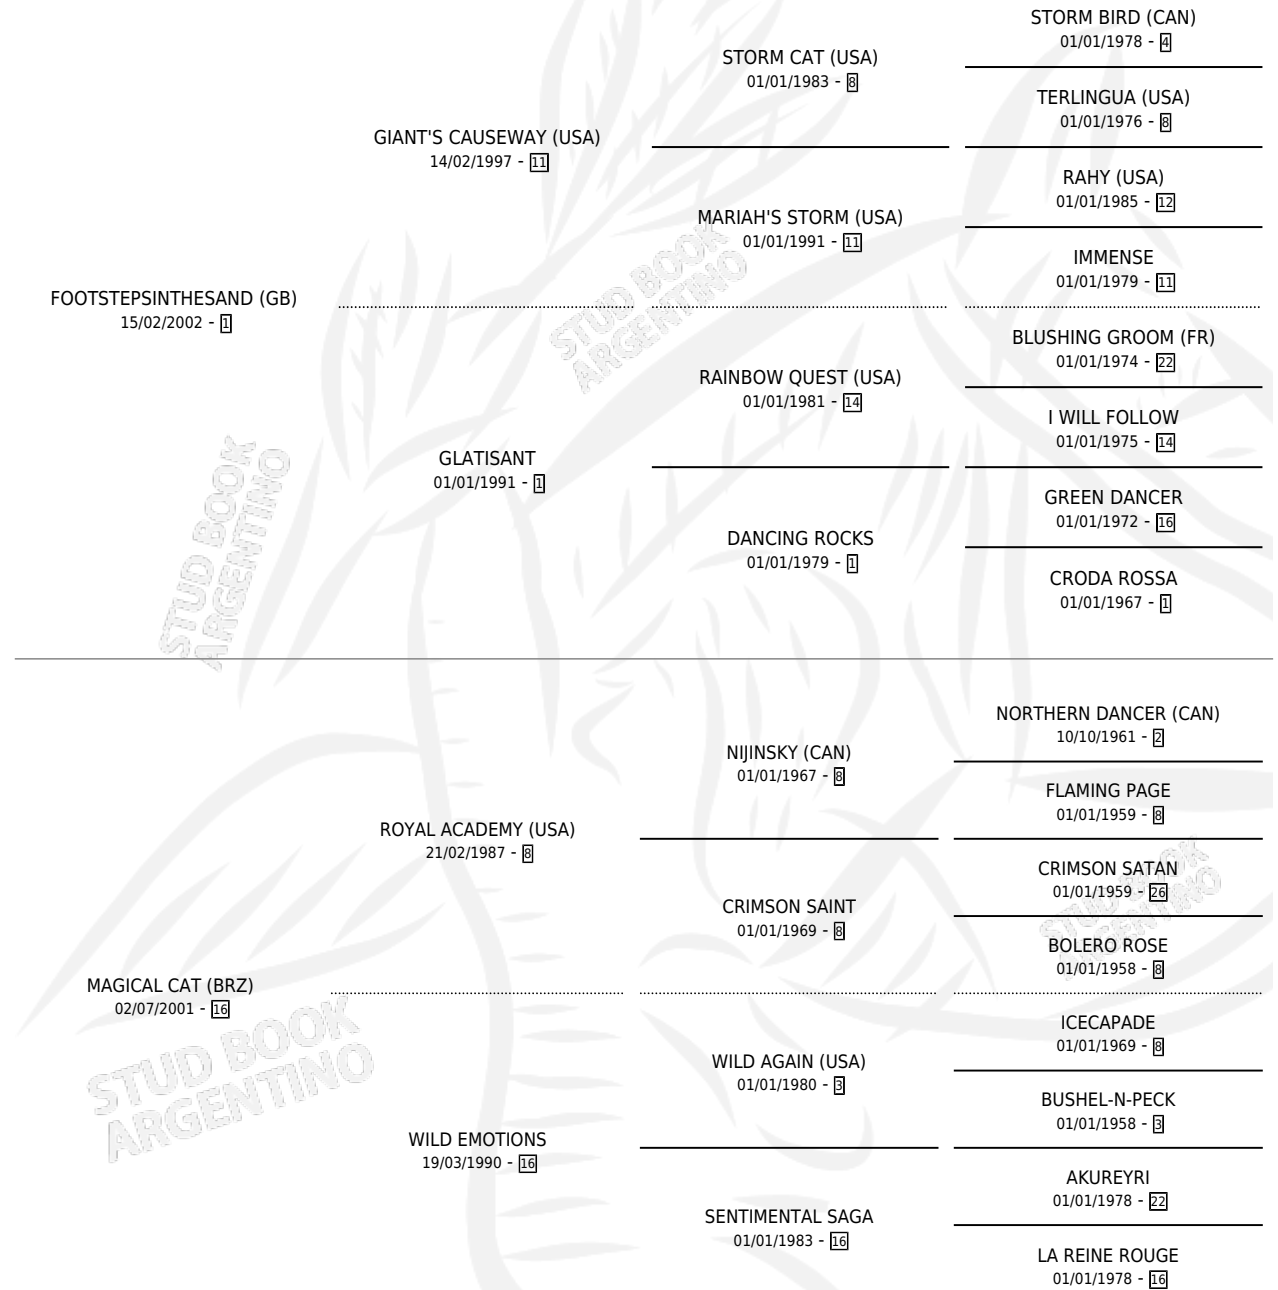 STORM BIRD (CAN)
01/01/1978 - 4
STORM CAT (USA)
01/01/1983 - 8
TERLINGUA (USA)
01/01/1976 - 8
GIANT'S CAUSEWAY (USA)
14/02/1997 - 11
RAHY (USA)
01/01/1985 - 12
MARIAH'S STORM (USA)
01/01/1991 - 11
IMMENSE
01/01/1979 - 11
FOOTSTEPSINTHESAND (GB)
15/02/2002 - 1
BLUSHING GROOM (FR)
01/01/1974 - 22
RAINBOW QUEST (USA)
01/01/1981 - 14
I WILL FOLLOW
01/01/1975 - 14
GLATISANT
01/01/1991 - 1
GREEN DANCER
01/01/1972 - 16
DANCING ROCKS
01/01/1979 - 1
CRODA ROSSA
01/01/1967 - 1
NORTHERN DANCER (CAN)
10/10/1961 - 2
NIJINSKY (CAN)
01/01/1967 - 8
FLAMING PAGE
01/01/1959 - 8
ROYAL ACADEMY (USA)
21/02/1987 - 8
CRIMSON SATAN
01/01/1959 - 26
CRIMSON SAINT
01/01/1969 - 8
BOLERO ROSE
01/01/1958 - 8
MAGICAL CAT (BRZ)
02/07/2001 - 16
ICECAPADE
01/01/1969 - 8
WILD AGAIN (USA)
01/01/1980 - 3
BUSHEL-N-PECK
01/01/1958 - 3
WILD EMOTIONS
19/03/1990 - 16
AKUREYRI
01/01/1978 - 22
SENTIMENTAL SAGA
01/01/1983 - 16
LA REINE ROUGE
01/01/1978 - 16
STUD BOOK
ARGENTINO
STUD BOOK
ARGENTINO
STUD BOOK
ARGENTINO
STUD BOOK
ARGENTINO